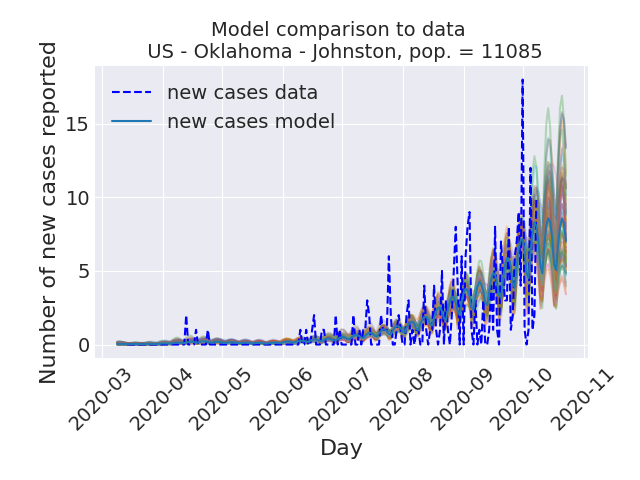 Model comparison to data
US - Oklahoma - Johnston, pop. = 11085
Number of new cases reported
new cases data
new cases model
15
10
5
0
2020-03
2020-04
2020-05
2020-06
2020-07
2020-08
2020-09
2020-10
2020-11
Day